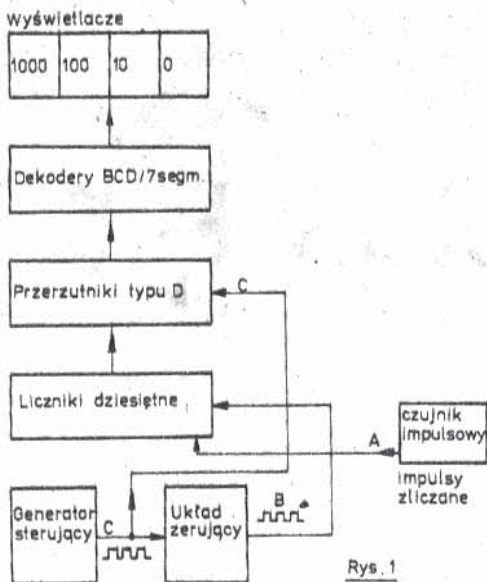 wyświetlacze
1000 100 10 0
Dekodery BCD/7segm.
Przerzutniki typu D
C
Liczniki dziesiętne
czujnik
impulsowy
A
impulsy
zliczane
Generator
sterujący
C
Układ
zerujący
B
Rys. 1